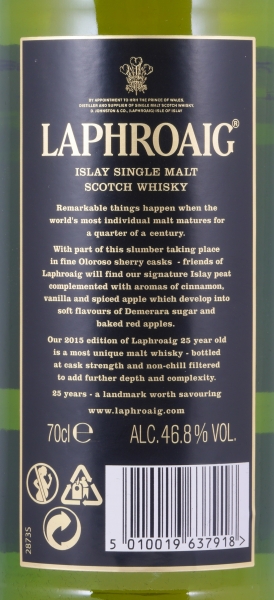 BY APPOINTMENT TO HRH THE PRINCE OF WALES,
DISTILLER AND SUPPLIER OF SINGLE MALT SCOTCH WHISKY
D. JOHNSTON & CO., (LAPHROAIG) ISLE OF ISLAY
LAPHROAIG®
ISLAY SINGLE MALT
SCOTCH WHISKY
Remarkable things happen when the
world's most individual malt matures for
a quarter of a century.
With part of this slumber taking place
in fine Oloroso sherry casks - friends of
Laphroaig will find our signature Islay peat
complemented with aromas of cinnamon,
vanilla and spiced apple which develop into
soft flavours of Demerara sugar and
baked red apples.
Our 2015 edition of Laphroaig 25 year old
is a most unique malt whisky - bottled
at cask strength and non-chill filtered
to add further depth and complexity.
25 years - a landmark worth savouring
www.laphroaig.com
70cl e ALC. 46.8% VOL.
28735
5 010019 637918 >